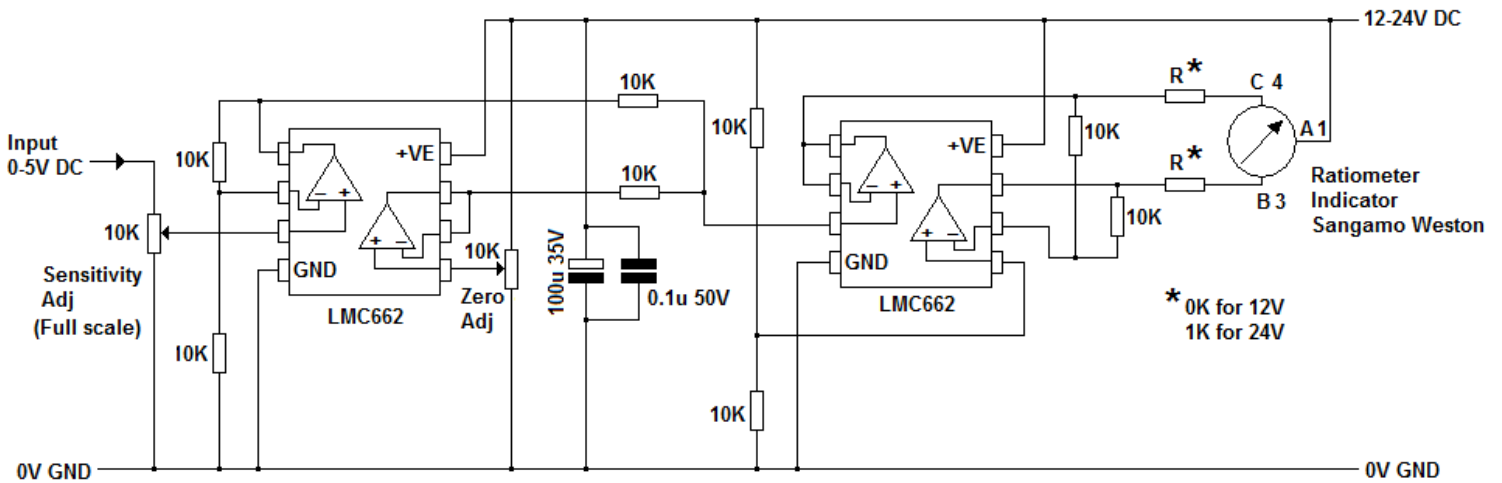 12-24V DC
Input
0-5V DC
10K
Sensitivity
Adj
(Full scale)
10K
10K
+VE
GND
LMC662
10K
10K
10K
Zero
Adj
100u 35V
0.1u 50V
10K
10K
+VE
GND
LMC662
R*
R*
10K
10K
C 4
A 1
B 3
Ratiometer
Indicator
Sangamo Weston
* 0K for 12V
1K for 24V
0V GND
0V GND